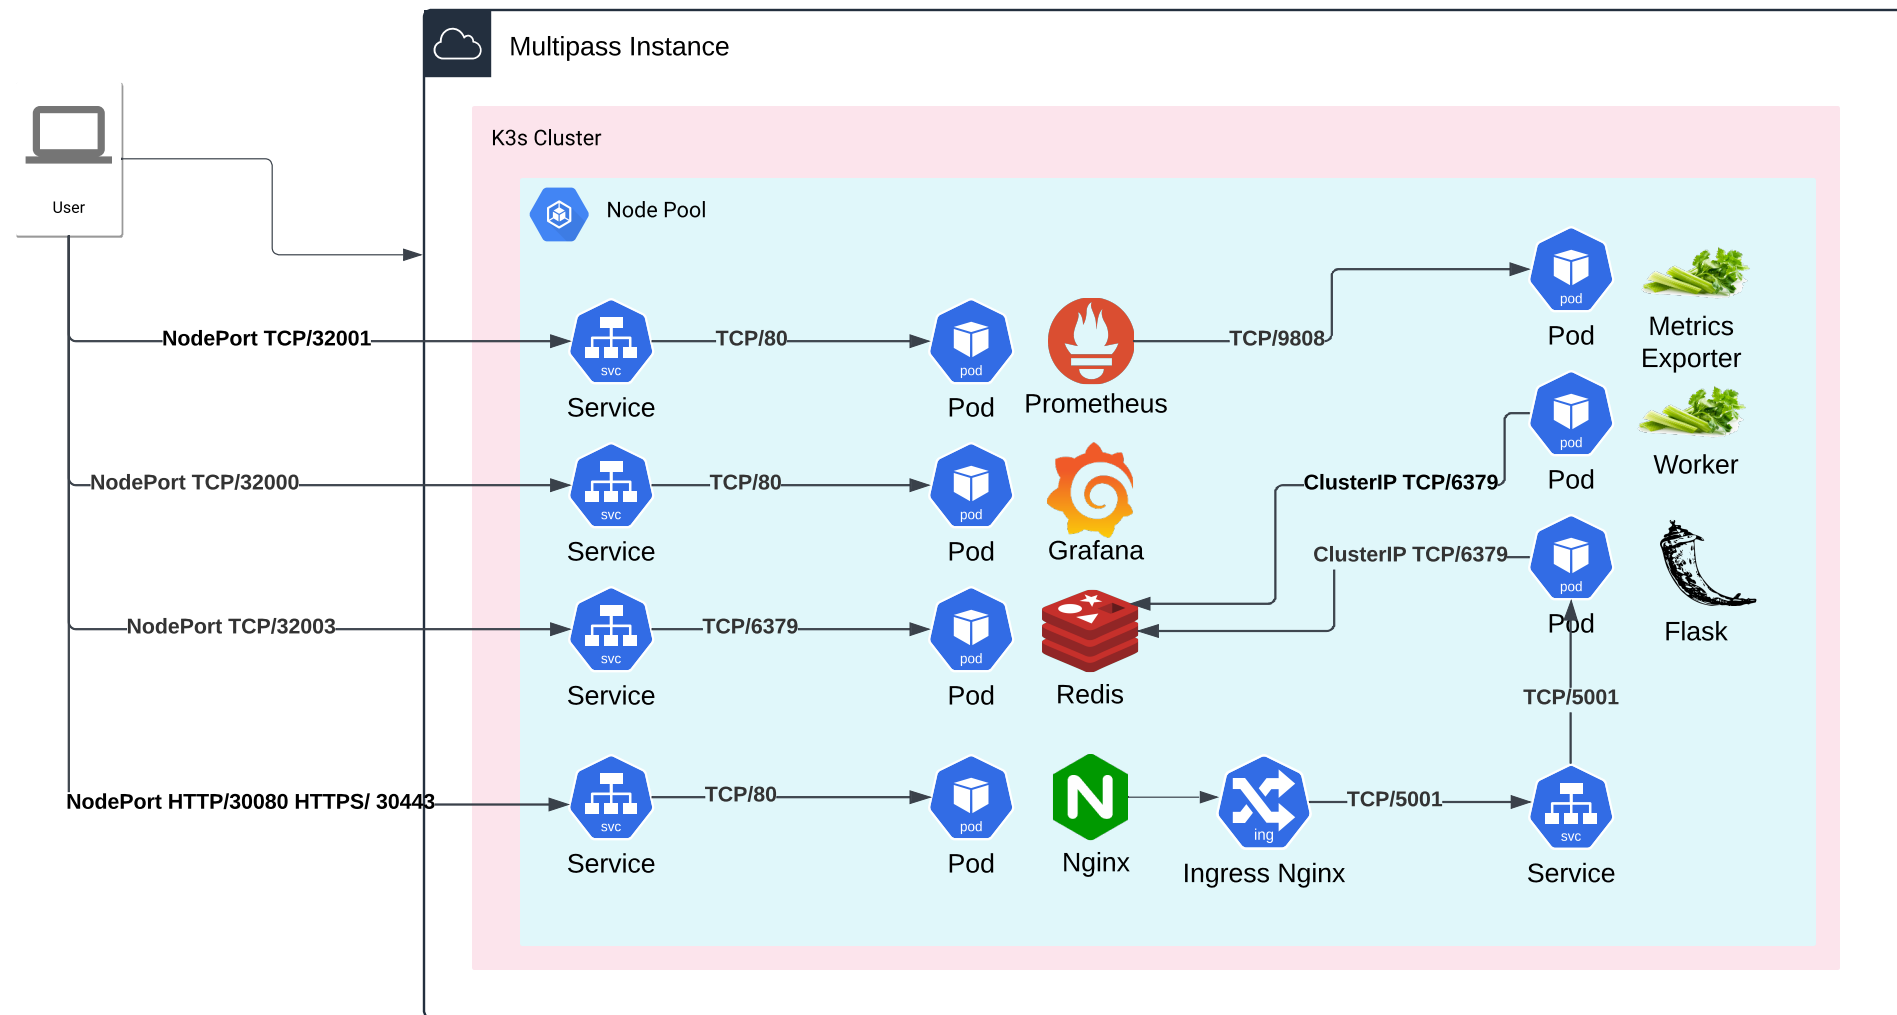 Multipass Instance
K3s Cluster
User
Node Pool
pod
Pod
Metrics
Exporter
NodePort TCP/32001
svc
Service
TCP/80
pod
Pod
Prometheus
TCP/9808
pod
Pod
Worker
NodePort TCP/32000
svc
Service
TCP/80
pod
Pod
Grafana
ClusterIP TCP/6379
ClusterIP TCP/6379
pod
Pod
Flask
NodePort TCP/32003
svc
Service
TCP/6379
pod
Pod
Redis
TCP/5001
NodePort HTTP/30080 HTTPS/ 30443
svc
Service
TCP/80
pod
Pod
N
Nginx
ing
Ingress Nginx
TCP/5001
svc
Service